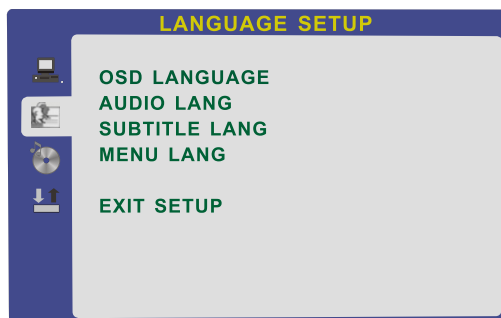 LANGUAGE SETUP
OSD LANGUAGE
AUDIO LANG
SUBTITLE LANG
MENU LANG
EXIT SETUP